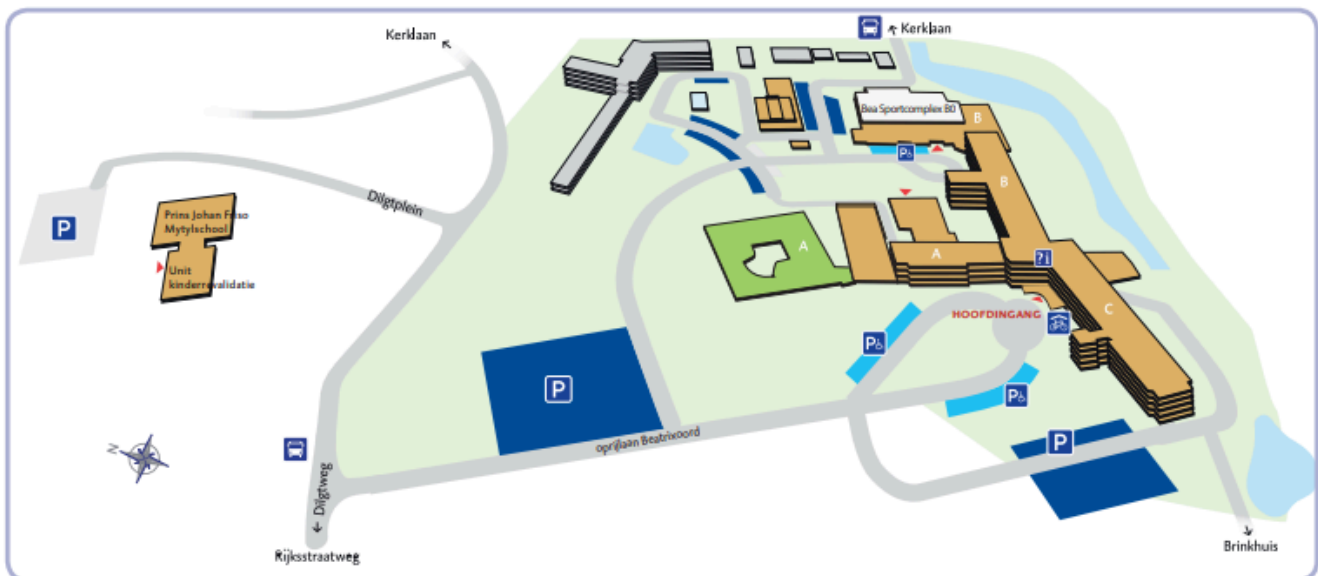 Kerklaan
Kerklaan
Bea Sportcomplex B0
B
P
B
Dilgtplein
Prins Johan Friso
Mytylschool
P
A
A
?i
Unit
kinderrevalidatie
C
HOOFDINGANG
P
P
P
P
oprijlaan Beatrixoord
N
Dilgtweg
Rijksstraatweg
Brinkhuis